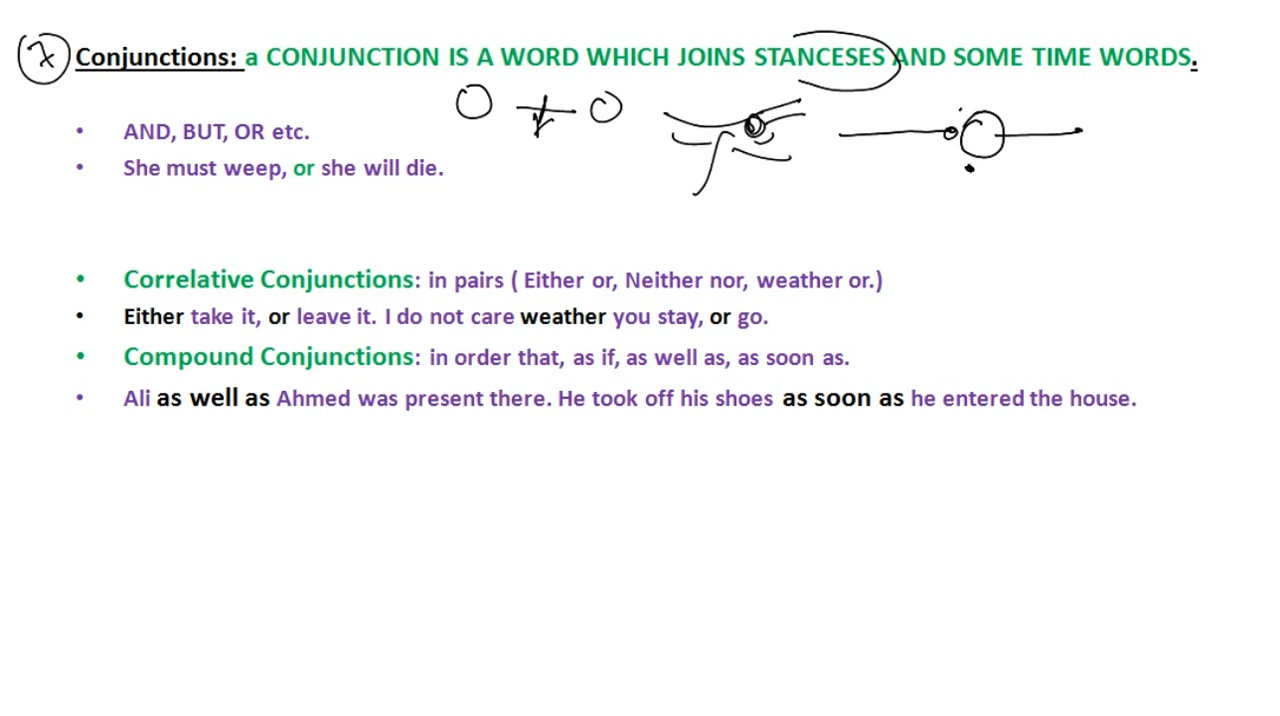 7 Conjunctions: a CONJUNCTION IS A WORD WHICH JOINS STANCESES AND SOME TIME WORDS.
• AND, BUT, OR etc.
• She must weep, or she will die.
• Correlative Conjunctions: in pairs ( Either or, Neither nor, weather or.)
• Either take it, or leave it. I do not care weather you stay, or go.
• Compound Conjunctions: in order that, as if, as well as, as soon as.
• Ali as well as Ahmed was present there. He took off his shoes as soon as he entered the house.